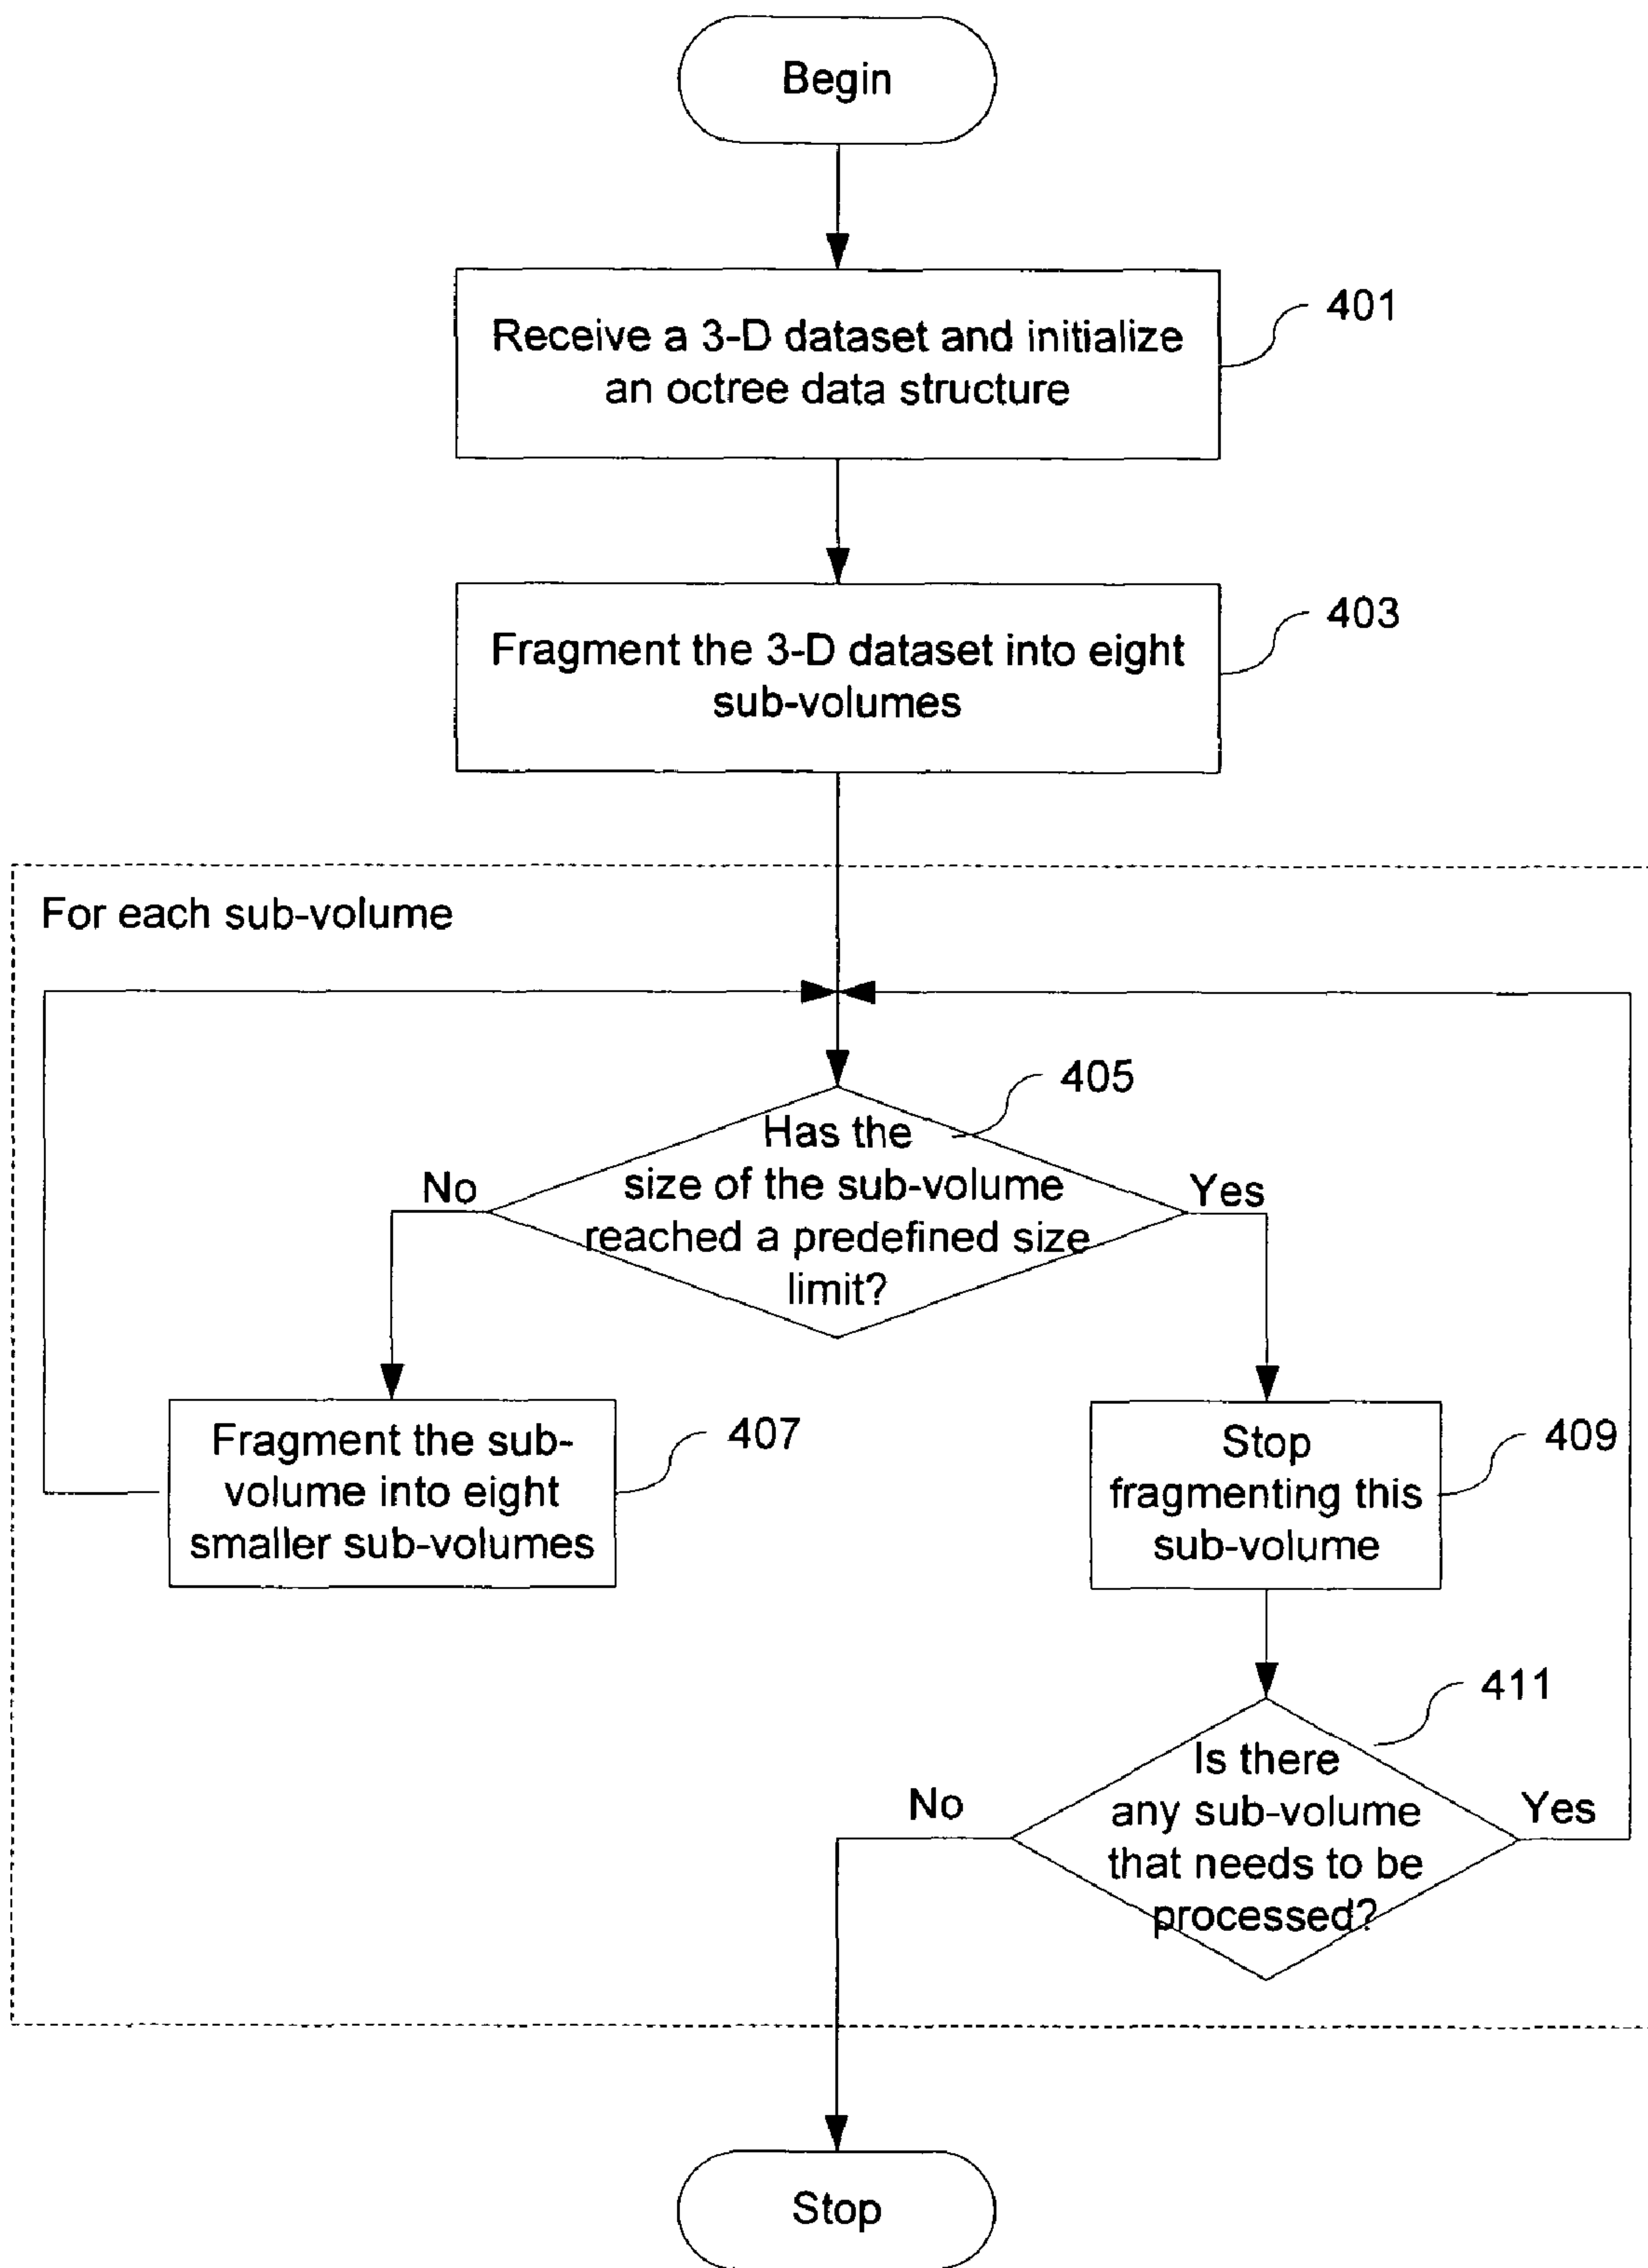 Begin
Receive a 3-D dataset and initialize
an octree data structure
401
Fragment the 3-D dataset into eight
sub-volumes
403
For each sub-volume
405
Has the
size of the sub-volume
reached a predefined size
limit?
No
Yes
Fragment the sub-
volume into eight
smaller sub-volumes
407
Stop
fragmenting this
sub-volume
409
411
Is there
any sub-volume
that needs to be
processed?
No
Yes
Stop